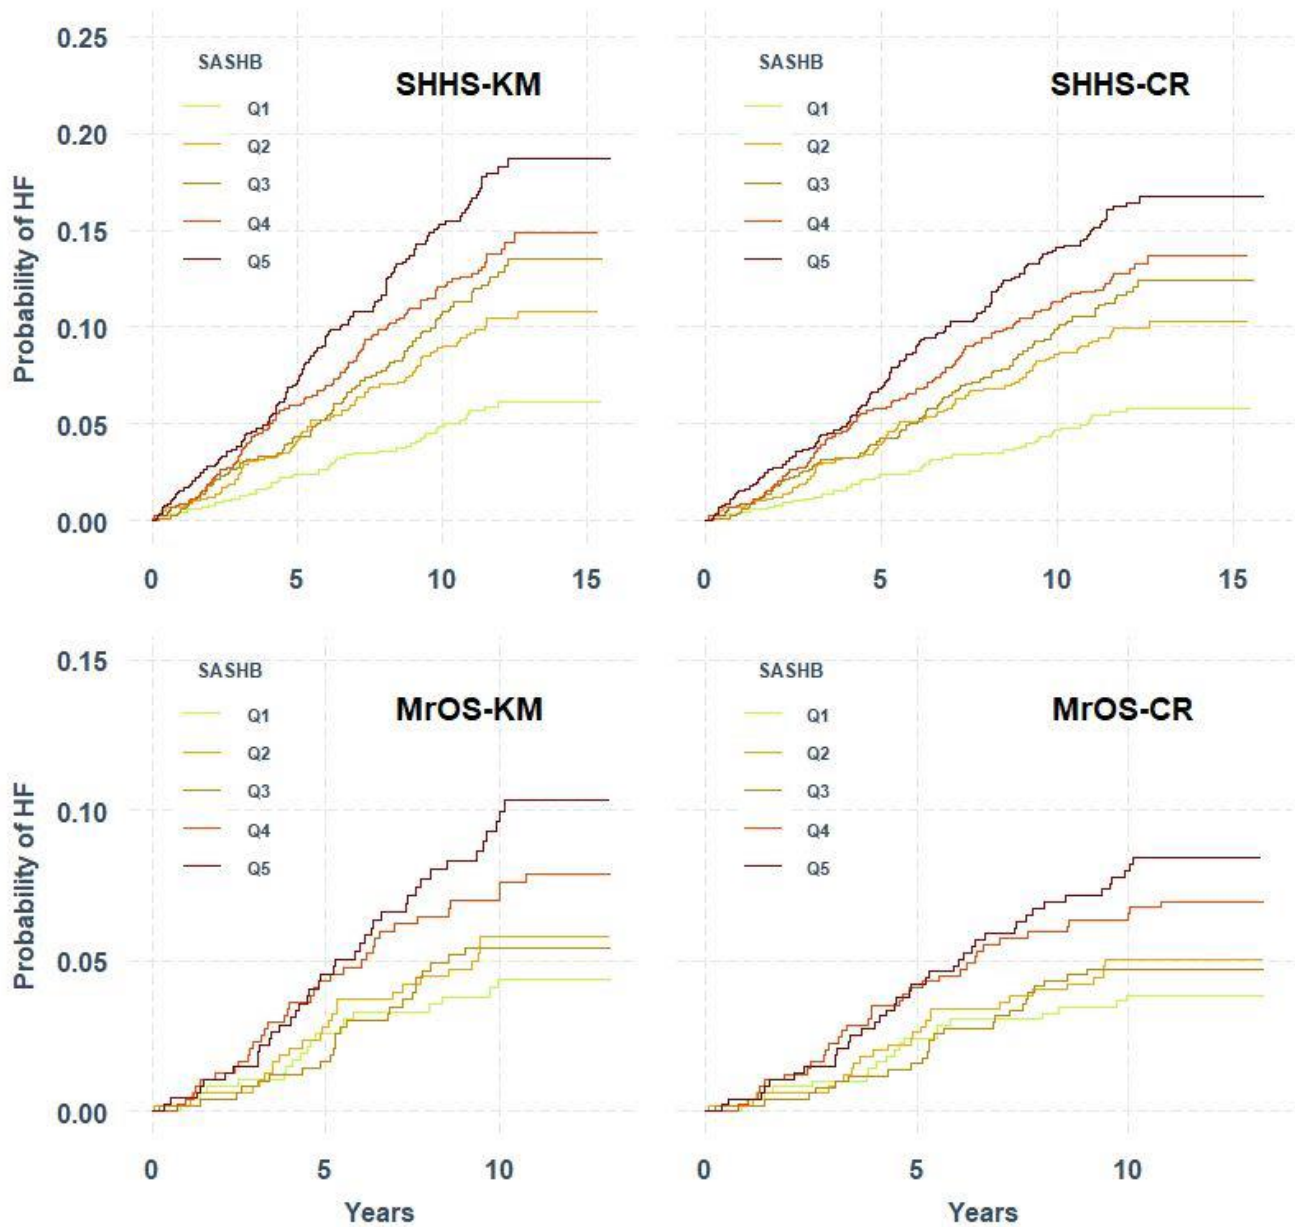 0.25
0.20
0.15
0.10
0.05
0.00
Probability of HF
SASHB
SHHS-KM
Q1
Q2
Q3
Q4
Q5
0 5 10 15
SASHB
SHHS-CR
Q1
Q2
Q3
Q4
Q5
0 5 10 15
0.15
0.10
0.05
0.00
Probability of HF
SASHB
MrOS-KM
Q1
Q2
Q3
Q4
Q5
0 5 10
Years
SASHB
MrOS-CR
Q1
Q2
Q3
Q4
Q5
0 5 10
Years